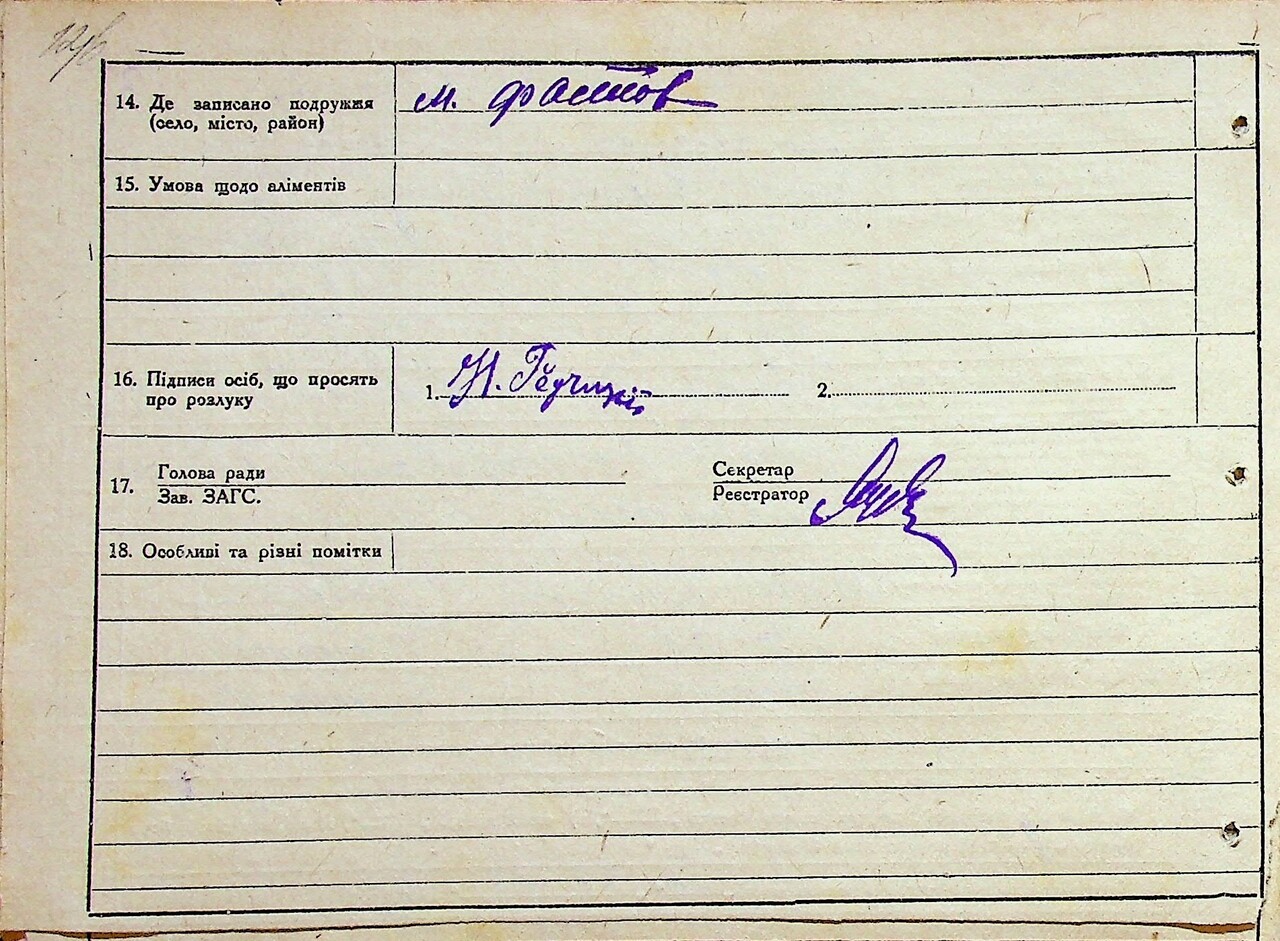 14. Де записано подружжя
(село, місто, район)
м. Фастов
15. Умова щодо аліментів
16. Підписи осіб, що просять
про розлуку
1.
2.
17.
Голова ради
Зав. ЗАГС.
Секретар
Реєстратор
18. Особливі та різні помітки